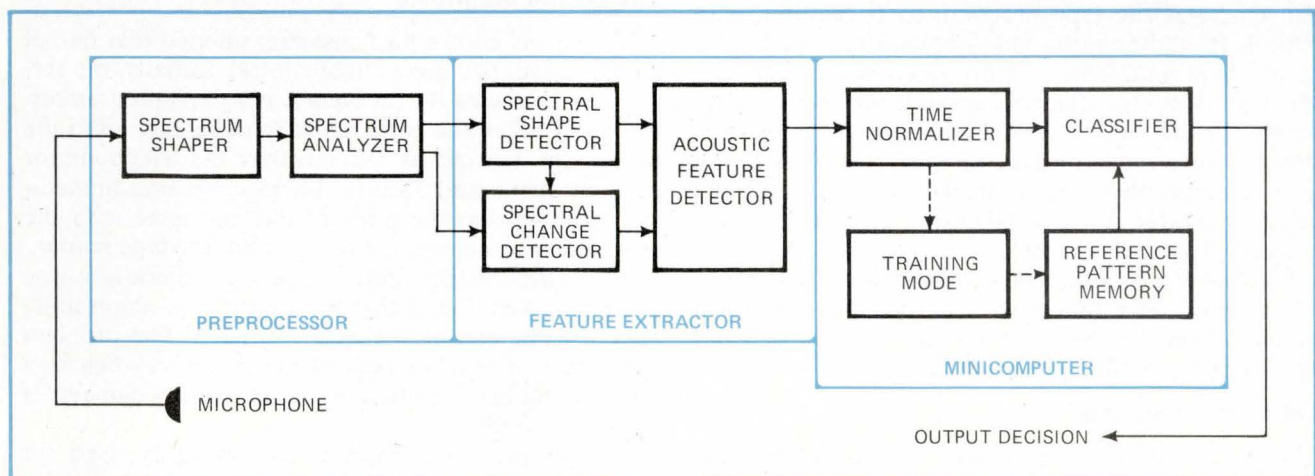 SPECTRUM
SHAPER
SPECTRUM
ANALYZER
SPECTRAL
SHAPE
DETECTOR
SPECTRAL
CHANGE
DETECTOR
ACOUSTIC
FEATURE
DETECTOR
TIME
NORMALIZER
CLASSIFIER
TRAINING
MODE
REFERENCE
PATTERN
MEMORY
PREPROCESSOR
FEATURE EXTRACTOR
MINICOMPUTER
MICROPHONE
OUTPUT DECISION